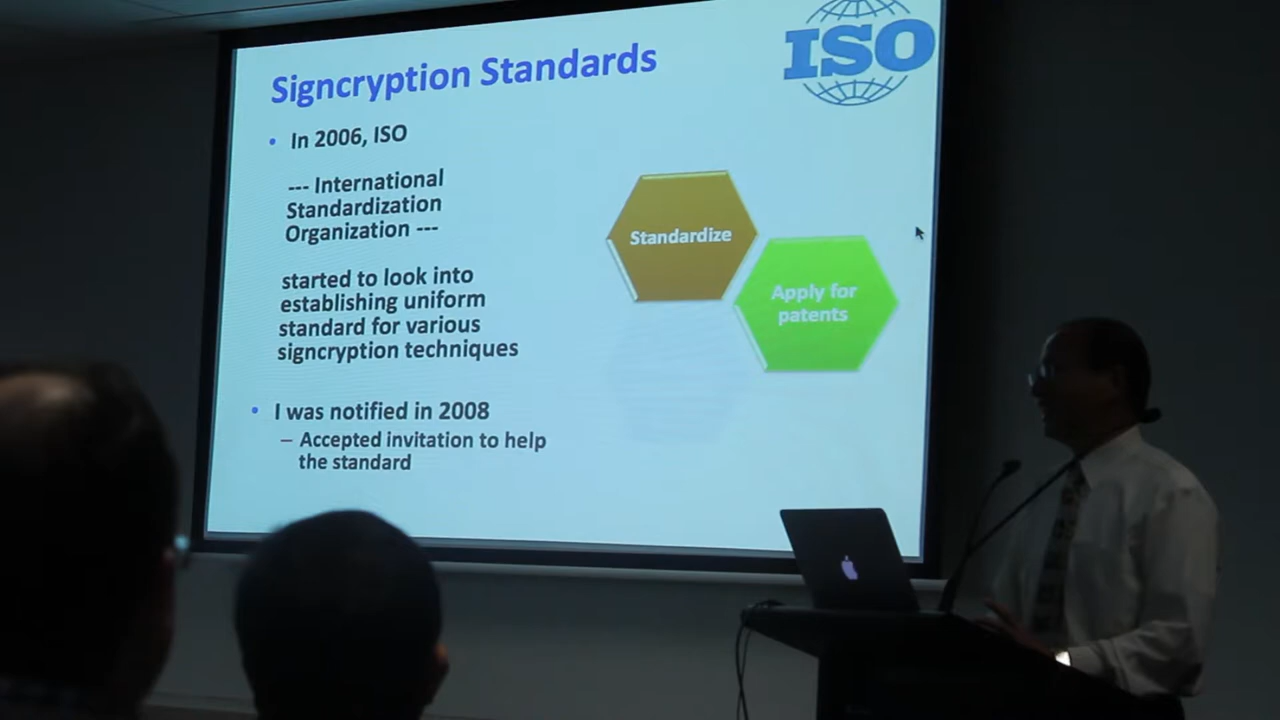 Signcryption Standards
ISO
• In 2006, ISO
--- International
Standardization
Organization ---
started to look into
establishing uniform
standard for various
signcryption techniques
• I was notified in 2008
– Accepted invitation to help
the standard
Standardize
Apply for
patents